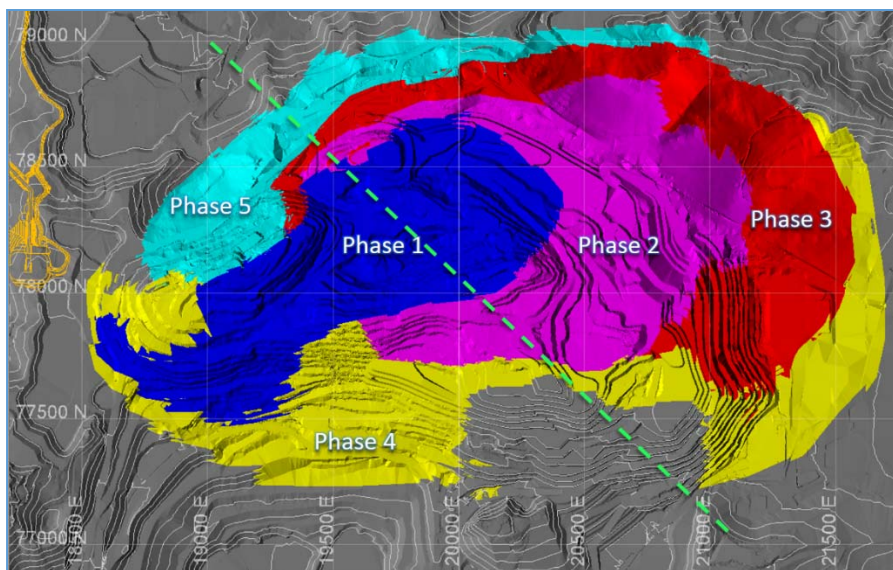 79000 N
78500 N
Phase 5
Phase 1
Phase 2
Phase 3
78000 N
77500 N
Phase 4
77000 N
18500 E
19000 E
19500 E
20000 E
20500 E
21000 E
21500 E